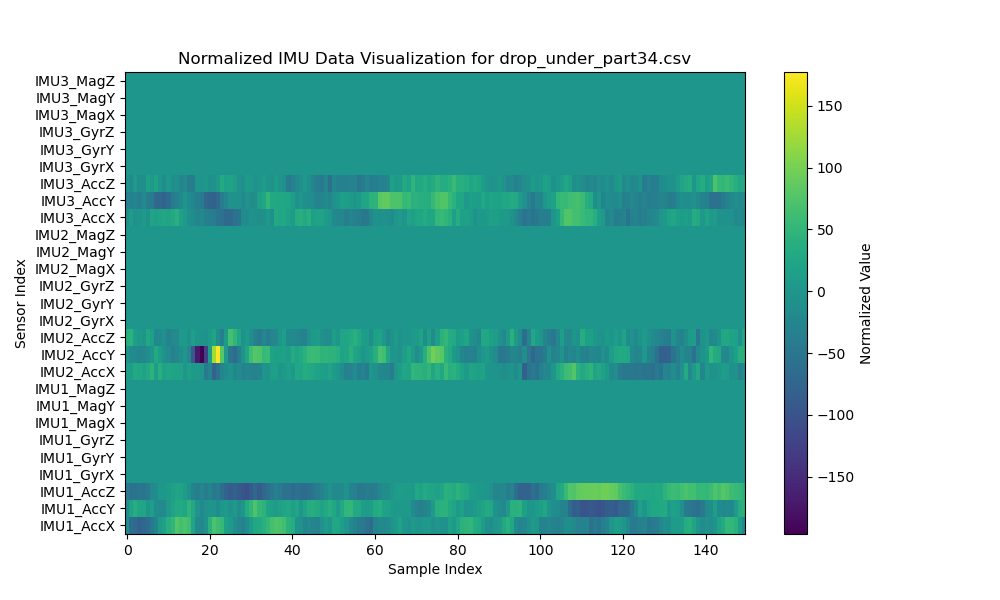 Normalized IMU Data Visualization for drop_under_part34.csv
IMU3_MagZ
IMU3_MagY
IMU3_MagX
IMU3_GyrZ
IMU3_GyrY
IMU3_GyrX
IMU3_AccZ
IMU3_AccY
IMU3_AccX
IMU2_MagZ
IMU2_MagY
IMU2_MagX
IMU2_GyrZ
IMU2_GyrY
IMU2_GyrX
IMU2_AccZ
IMU2_AccY
IMU2_AccX
IMU1_MagZ
IMU1_MagY
IMU1_MagX
IMU1_GyrZ
IMU1_GyrY
IMU1_GyrX
IMU1_AccZ
IMU1_AccY
IMU1_AccX
Sensor Index
0 20 40 60 80 100 120 140
Sample Index
150
100
50
0
−50
−100
−150
Normalized Value